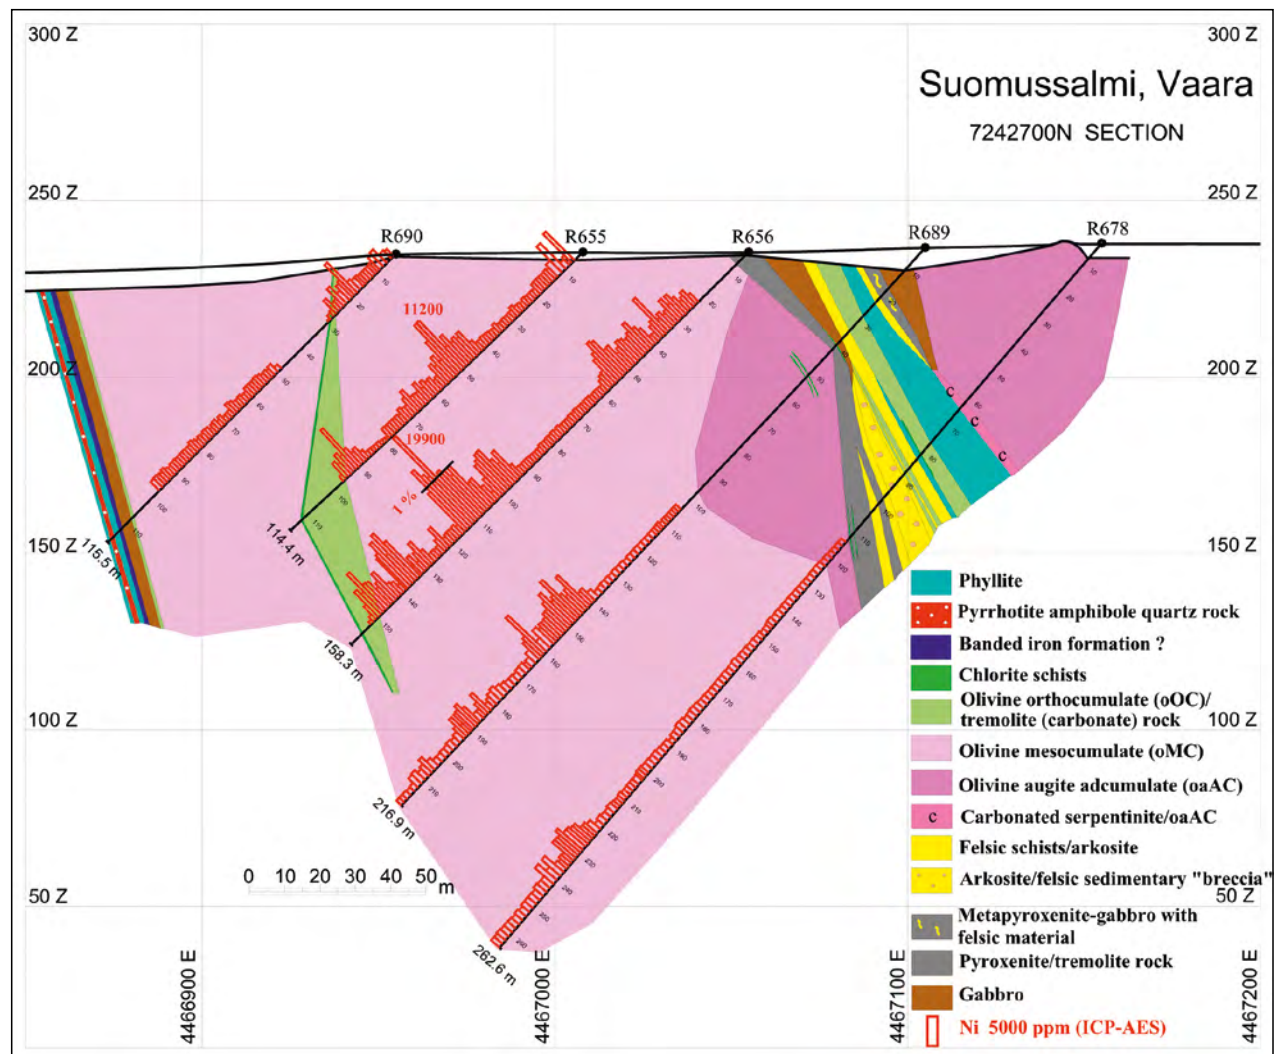 300 Z
300 Z
Suomussalmi, Vaara
7242700N SECTION
250 Z
250 Z
R690
R655
R656
R689
R678
11200
200 Z
200 Z
19900
1 %
150 Z
150 Z
115.5 m
114.4 m
158.3 m
216.9 m
262.6 m
100 Z
100 Z
50 Z
50 Z
0 10 20 30 40 50 m
4466900 E
4467000 E
4467100 E
4467200 E
Phyllite
Pyrrhotite amphibole quartz rock
Banded iron formation ?
Chlorite schists
Olivine orthocumulate (oOC)/
tremolite (carbonate) rock
Olivine mesocumulate (oMC)
Olivine augite adcumulate (oaAC)
c Carbonated serpentinite/oaAC
Felsic schists/arkosite
Arkosite/felsic sedimentary "breccia"
Metapyroxenite-gabbro with
felsic material
Pyroxenite/tremolite rock
Gabbro
Ni 5000 ppm (ICP-AES)
c
c
c